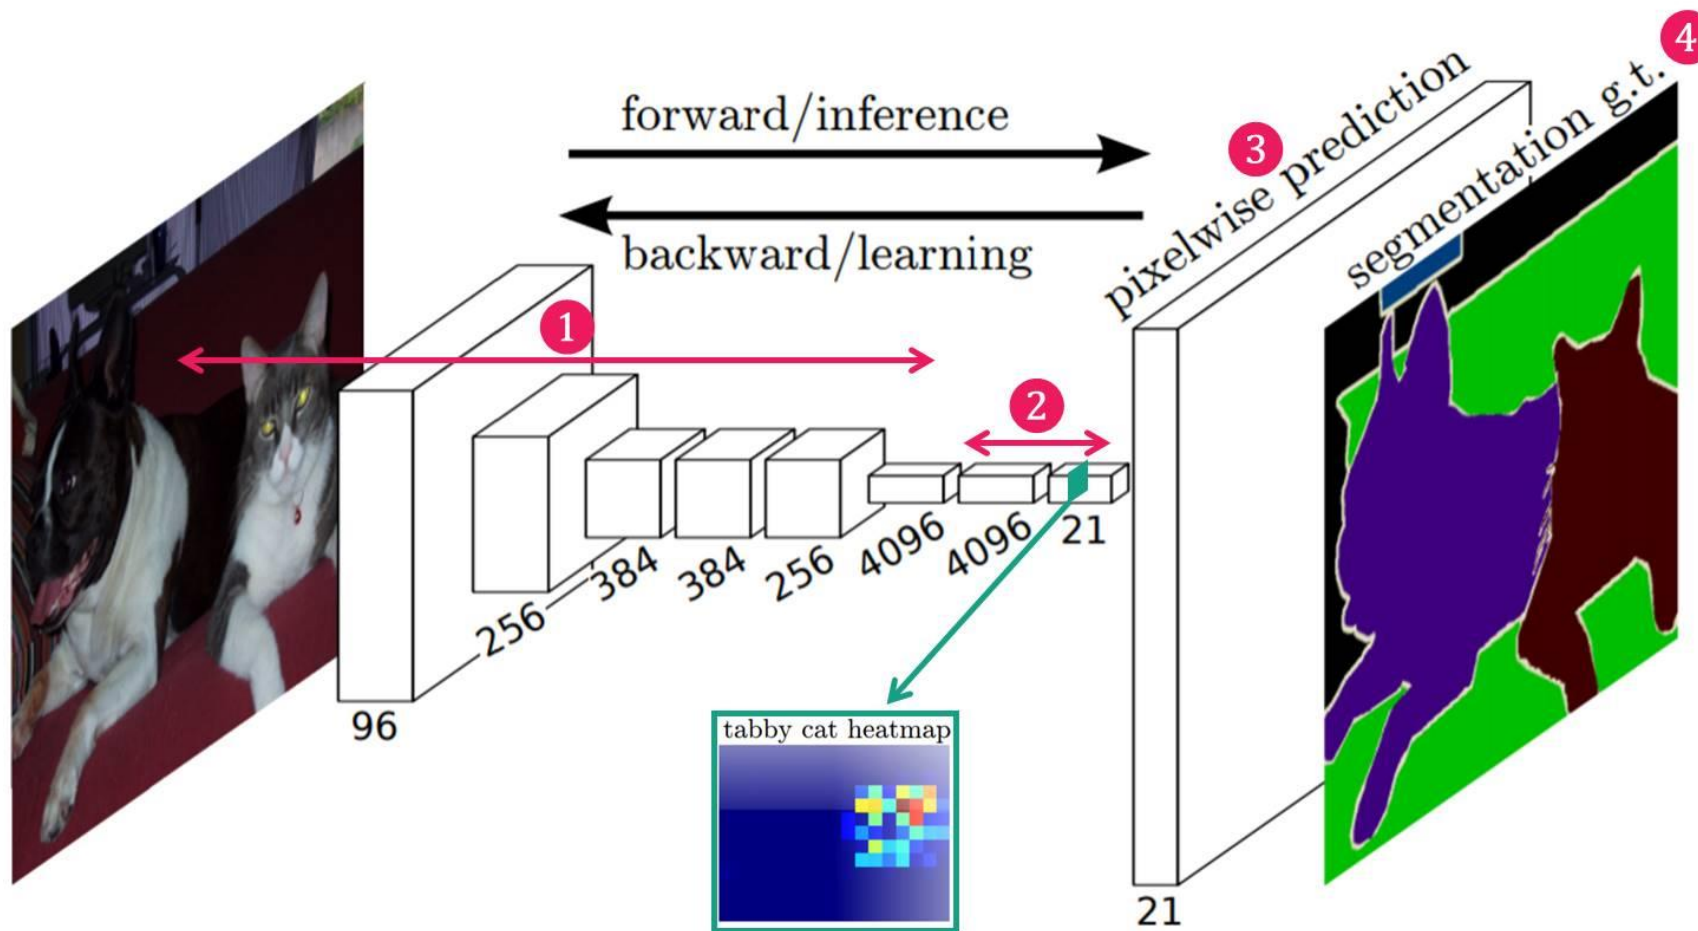 4
forward/inference
3
pixelwise prediction
segmentation g.t.
backward/learning
1
2
384
384
256
4096
4096
21
256
96
tabby cat heatmap
21